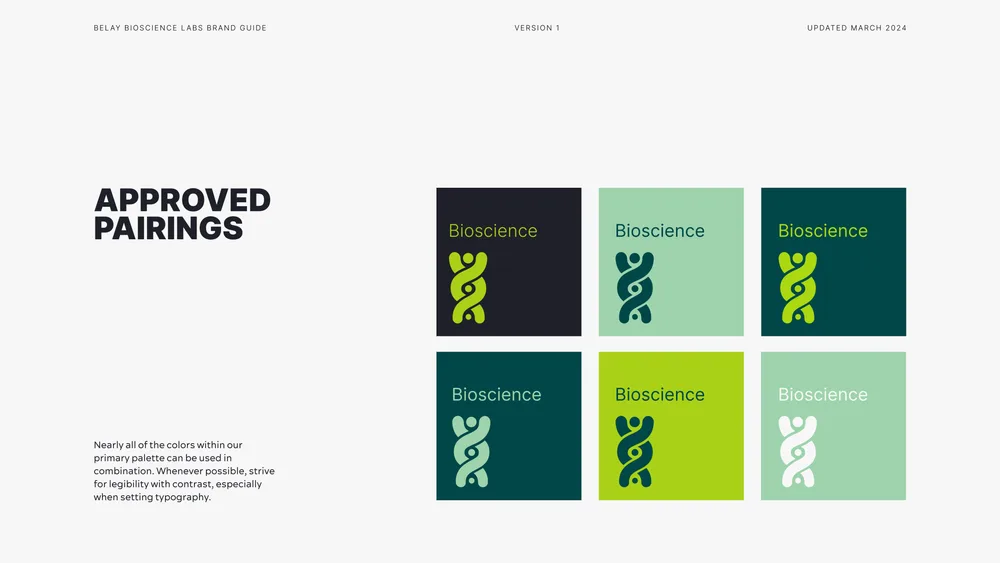 BELAY BIOSCIENCE LABS BRAND GUIDE
VERSION 1
UPDATED MARCH 2024
APPROVED
PAIRINGS
Nearly all of the colors within our
primary palette can be used in
combination. Whenever possible, strive
for legibility with contrast, especially
when setting typography.
Bioscience
Bioscience
Bioscience
Bioscience
Bioscience
Bioscience